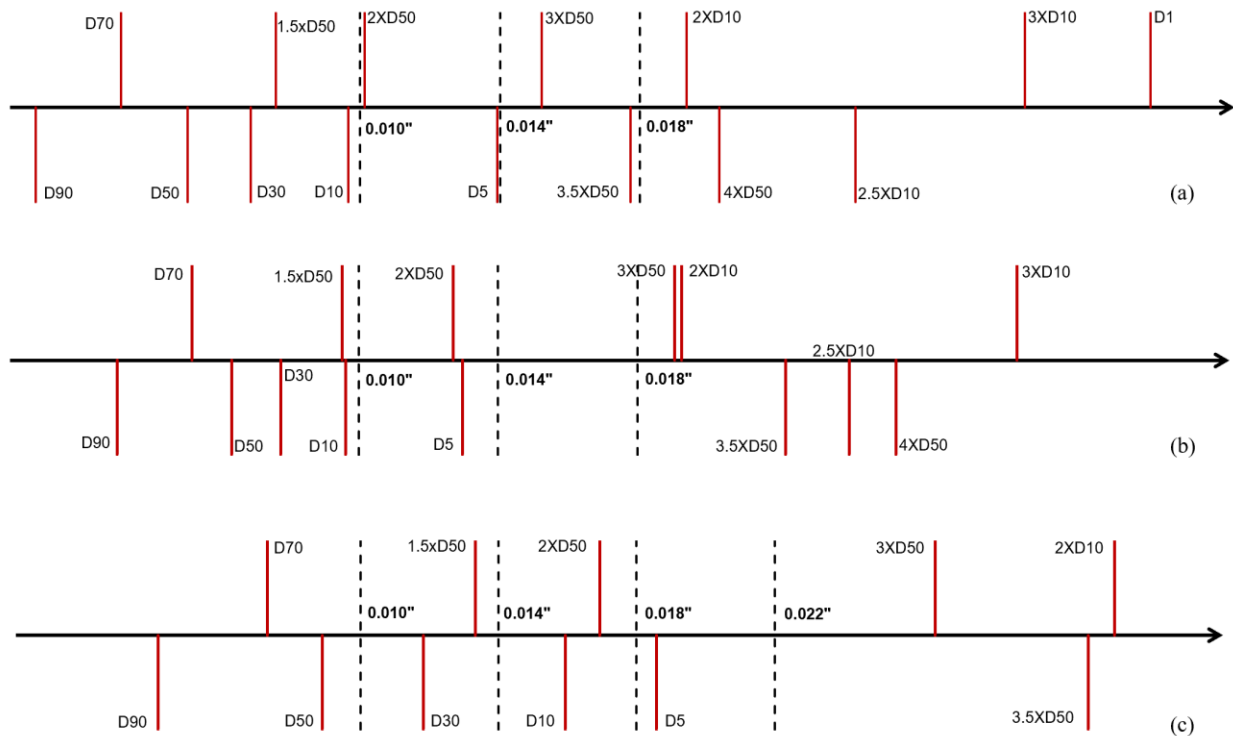 D70
1.5xD50
2XD50
3XD50
2XD10
3XD10
D1
0.010"
0.014"
0.018"
D90
D50
D30
D10
D5
3.5XD50
4XD50
2.5XD10
(a)
D70
1.5xD50
2XD50
3XD50
2XD10
3XD10
2.5XD10
D30
0.010"
0.014"
0.018"
D90
D50
D10
D5
3.5XD50
4XD50
(b)
D70
1.5xD50
2XD50
3XD50
2XD10
0.010"
0.014"
0.018"
0.022"
D90
D50
D30
D10
D5
3.5XD50
(c)